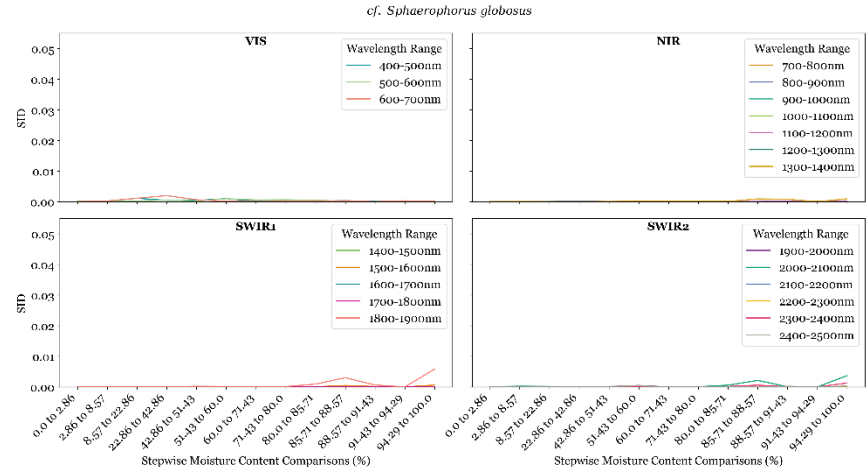 cf. Sphaerophorus globosus
VIS
NIR
SID
0.05
0.04
0.03
0.02
0.01
0.00
Wavelength Range
400-500nm
500-600nm
600-700nm
Wavelength Range
700-800nm
800-900nm
900-1000nm
1000-1100nm
1100-1200nm
1200-1300nm
1300-1400nm
SWIR1
SWIR2
SID
0.05
0.04
0.03
0.02
0.01
0.00
Wavelength Range
1400-1500nm
1500-1600nm
1600-1700nm
1700-1800nm
1800-1900nm
Wavelength Range
1900-2000nm
2000-2100nm
2100-2200nm
2200-2300nm
2300-2400nm
2400-2500nm
0.0 to 2.86
2.86 to 8.57
8.57 to 22.86
22.86 to 42.86
42.86 to 51.43
51.43 to 60.0
60.0 to 71.43
71.43 to 80.0
80.0 to 85.71
85.71 to 88.57
88.57 to 91.43
91.43 to 94.29
94.29 to 100.0
0.0 to 2.86
2.86 to 8.57
8.57 to 22.86
22.86 to 42.86
42.86 to 51.43
51.43 to 60.0
60.0 to 71.43
71.43 to 80.0
80.0 to 85.71
85.71 to 88.57
88.57 to 91.43
91.43 to 94.29
94.29 to 100.0
Stepwise Moisture Content Comparisons (%)
Stepwise Moisture Content Comparisons (%)